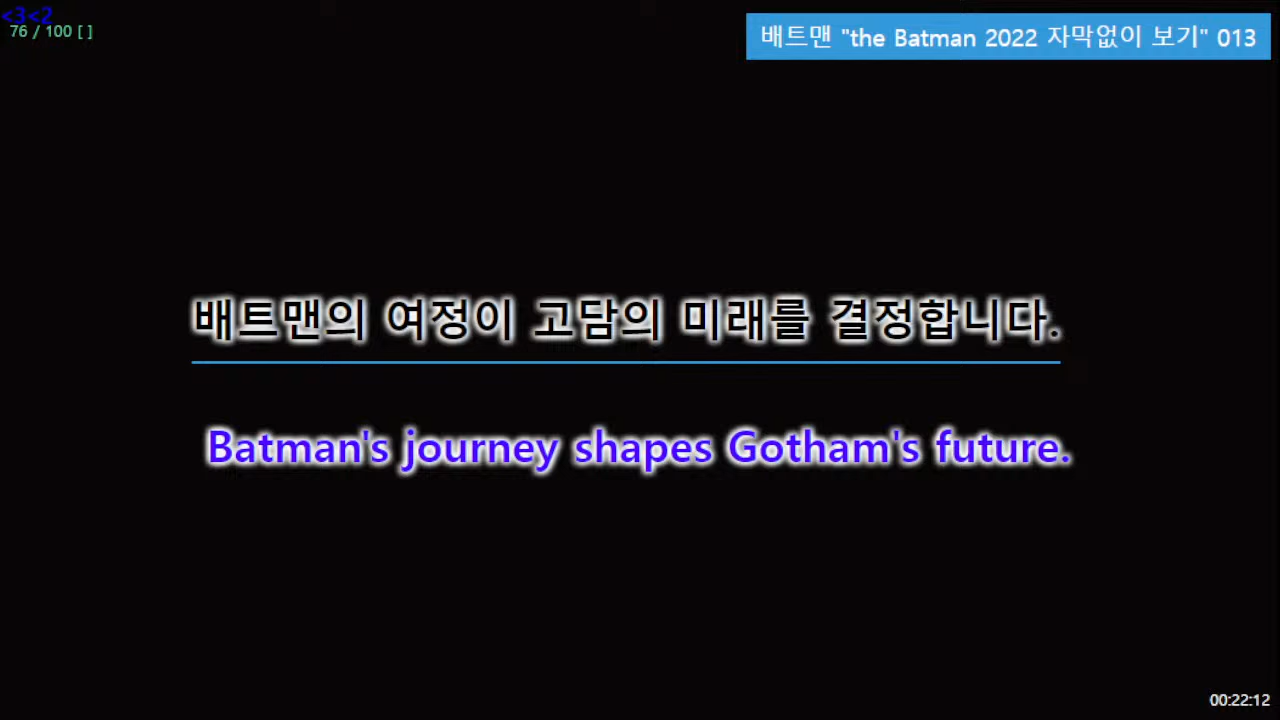 <3<2
76 / 100 [ ]
배트맨 "the Batman 2022 자막없이 보기" 013
배트맨의 여정이 고담의 미래를 결정합니다.
Batman's journey shapes Gotham's future.
00:22:12